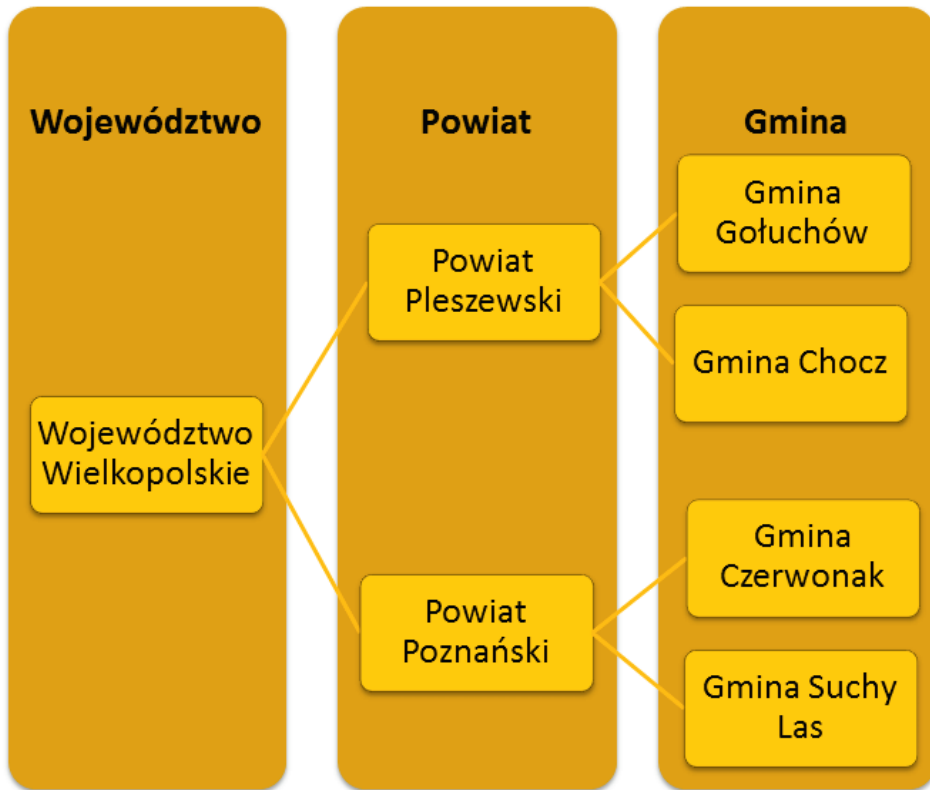 Województwo
Powiat
Gmina
Województwo
Wielkopolskie
Powiat
Pleszewski
Powiat
Poznański
Gmina
Gołuchów
Gmina Chocz
Gmina
Czerwonak
Gmina Suchy
Las